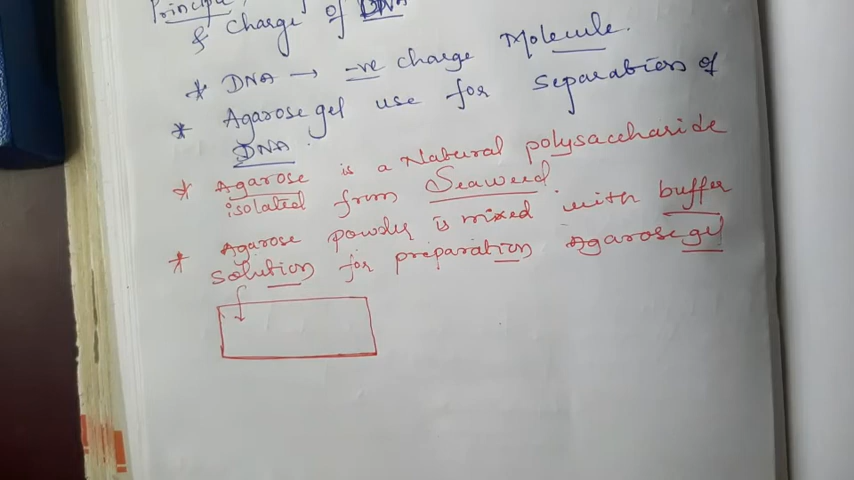 Principle
& Charge of DNA
* DNA → -ve charge Molecule.
* Agarose gel use for separation of
DNA.
* Agarose is a Natural polysaccharide
isolated from Seaweed.
* Agarose powder is mixed with buffer
solution for preparation Agarose gel